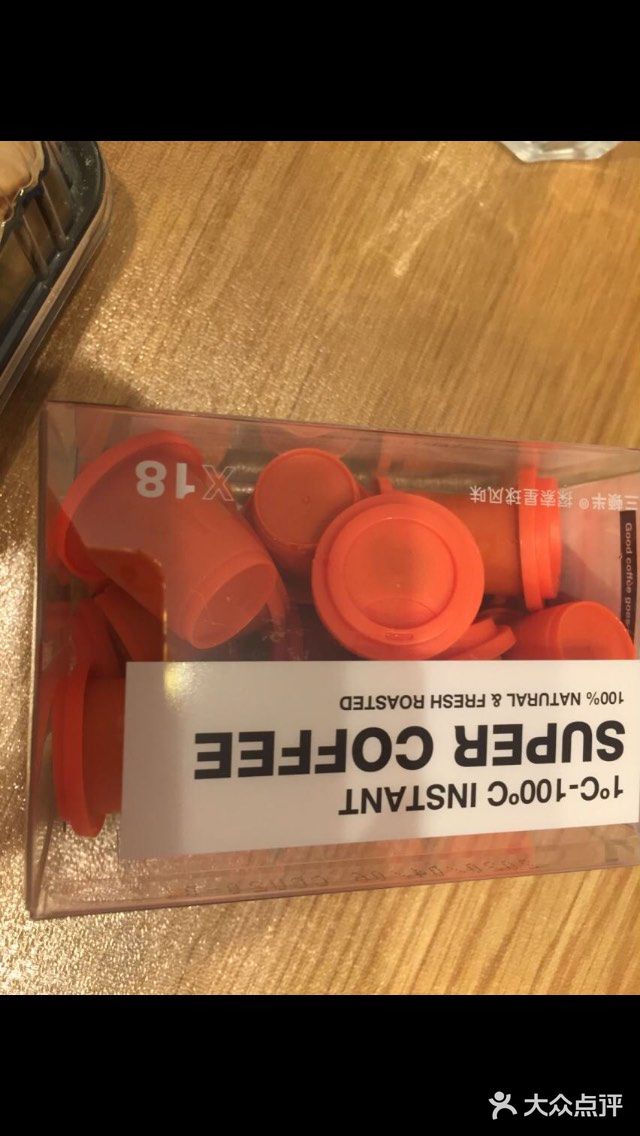 1°C-100°C INSTANT
SUPER COFFEE
100% NATURAL & FRESH ROASTED
Good coffee goes
三顿半® 探索星球风味
X18
大众点评